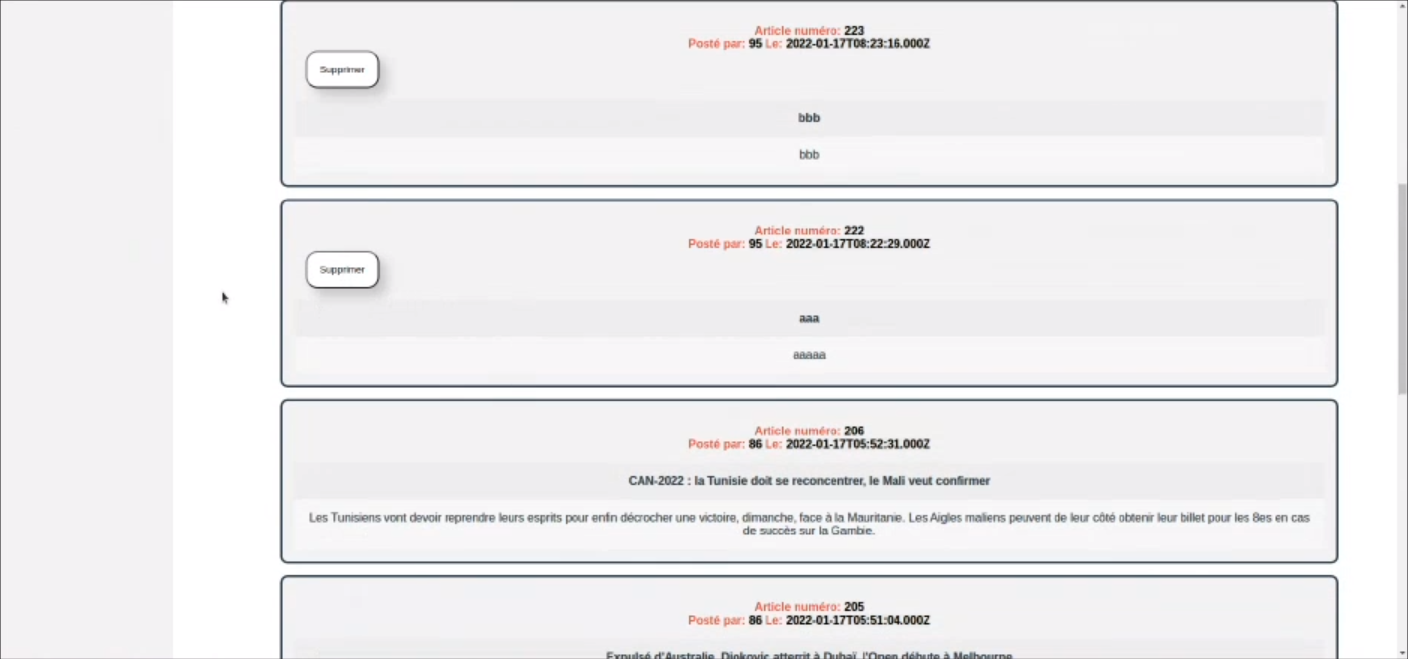 Article numéro: 223
Posté par: 95 Le: 2022-01-17T08:23:16.000Z
Supprimer
bbb
bbb
Article numéro: 222
Posté par: 95 Le: 2022-01-17T08:22:29.000Z
Supprimer
aaa
aaaaa
Article numéro: 206
Posté par: 86 Le: 2022-01-17T05:52:31.000Z
CAN-2022 : la Tunisie doit se reconcentrer, le Mali veut confirmer
Les Tunisiens vont devoir reprendre leurs esprits pour enfin décrocher une victoire, dimanche, face à la Mauritanie. Les Aigles maliens peuvent de leur côté obtenir leur billet pour les 8es en cas
de succès sur la Gambie.
Article numéro: 205
Posté par: 86 Le: 2022-01-17T05:51:04.000Z
Expulsé d'Australie, Djokovic atterrit à Dubaï, l'Open débute à Melbourne